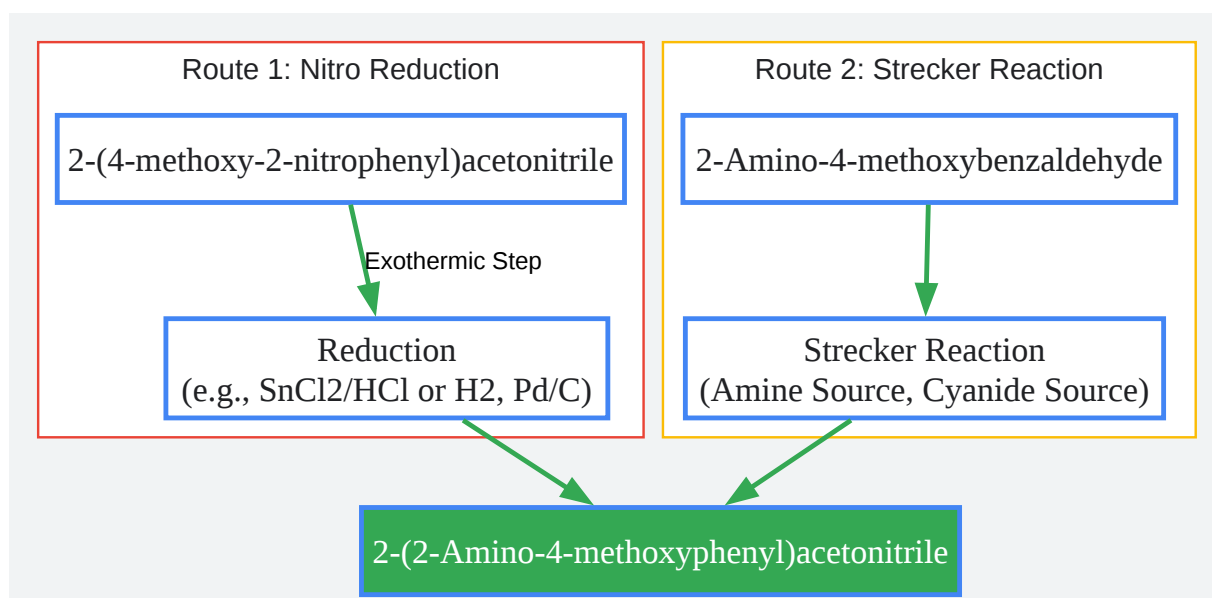 Route 1: Nitro Reduction
2-(4-methoxy-2-nitrophenyl)acetonitrile
Exothermic Step
Reduction
(e.g., SnCl2/HCl or H2, Pd/C)
Route 2: Strecker Reaction
2-Amino-4-methoxybenzaldehyde
Strecker Reaction
(Amine Source, Cyanide Source)
2-(2-Amino-4-methoxyphenyl)acetonitrile